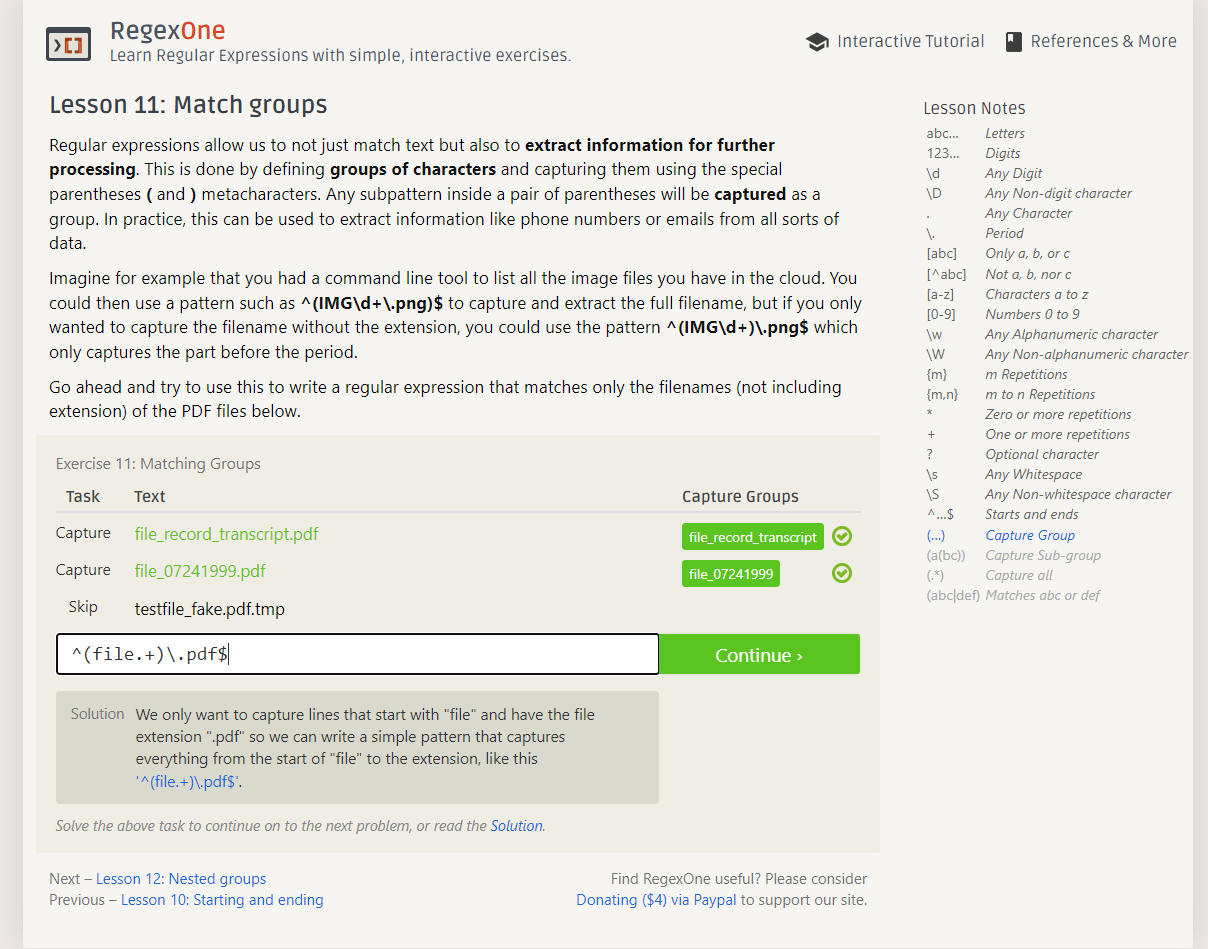 RegexOne
Learn Regular Expressions with simple, interactive exercises.
Interactive Tutorial
References & More
Lesson 11: Match groups
Regular expressions allow us to not just match text but also to extract information for further
processing. This is done by defining groups of characters and capturing them using the special
parentheses ( and ) metacharacters. Any subpattern inside a pair of parentheses will be captured as a
group. In practice, this can be used to extract information like phone numbers or emails from all sorts of
data.
Imagine for example that you had a command line tool to list all the image files you have in the cloud. You
could then use a pattern such as ^(IMG\d+\.png)$ to capture and extract the full filename, but if you only
wanted to capture the filename without the extension, you could use the pattern ^(IMG\d+)\.png$ which
only captures the part before the period.
Go ahead and try to use this to write a regular expression that matches only the filenames (not including
extension) of the PDF files below.
Exercise 11: Matching Groups
Task Text Capture Groups
Capture file_record_transcript.pdf file_record_transcript
Capture file_07241999.pdf file_07241999
Skip testfile_fake.pdf.tmp
^(file.+)\.pdf$
Continue ›
Solution We only want to capture lines that start with "file" and have the file
extension ".pdf" so we can write a simple pattern that captures
everything from the start of "file" to the extension, like this
'^(file.+)\.pdf$'.
Solve the above task to continue on to the next problem, or read the Solution.
Next – Lesson 12: Nested groups
Previous – Lesson 10: Starting and ending
Find RegexOne useful? Please consider
Donating ($4) via Paypal to support our site.
Lesson Notes
abc... Letters
123... Digits
\d Any Digit
\D Any Non-digit character
. Any Character
\. Period
[abc] Only a, b, or c
[^abc] Not a, b, nor c
[a-z] Characters a to z
[0-9] Numbers 0 to 9
\w Any Alphanumeric character
\W Any Non-alphanumeric character
{m} m Repetitions
{m,n} m to n Repetitions
* Zero or more repetitions
+ One or more repetitions
? Optional character
\s Any Whitespace
\S Any Non-whitespace character
^...$ Starts and ends
(...) Capture Group
(a(bc)) Capture Sub-group
(.*) Capture all
(abc|def) Matches abc or def